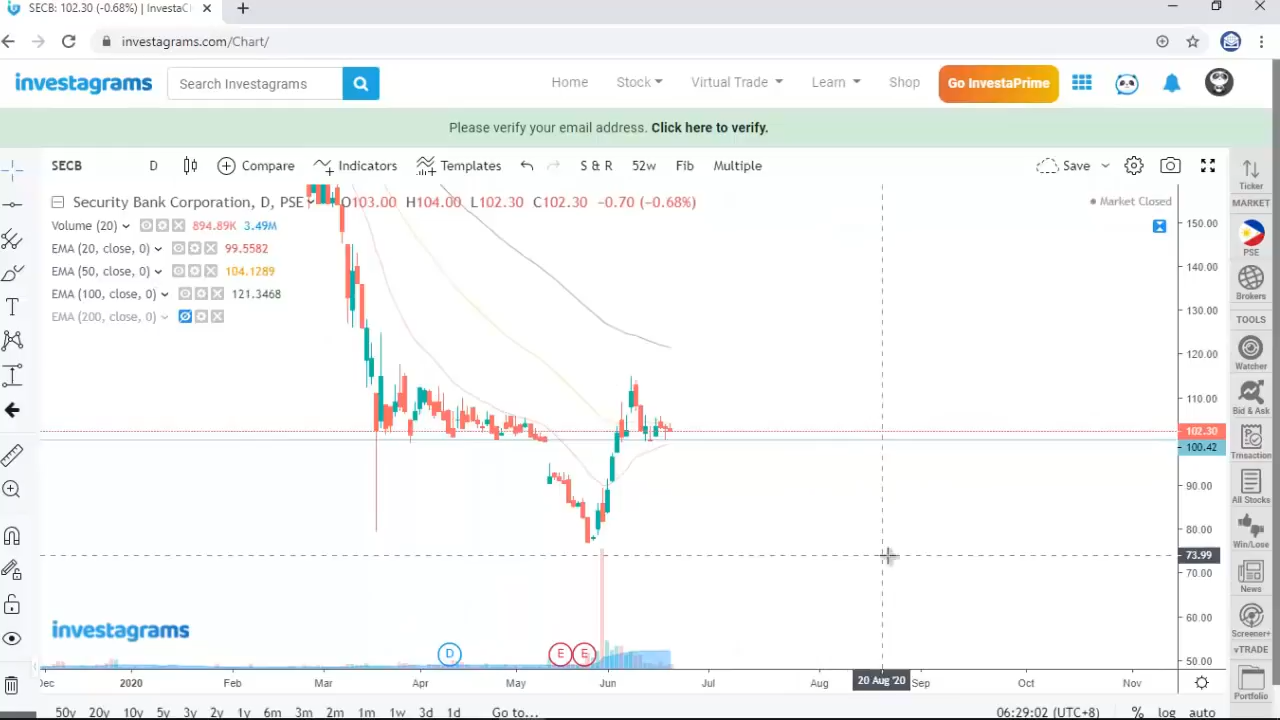 SECB: 102.30 (-0.68%) | InvestaC
investagrams.com/Chart/
investagrams Search Investagrams Home Stock Virtual Trade Learn Shop Go InvestaPrime
Please verify your email address. Click here to verify.
SECB D Compare Indicators Templates S & R 52w Fib Multiple Save
Security Bank Corporation, D, PSE O103.00 H104.00 L102.30 C102.30 −0.70 (−0.68%)
Market Closed
Volume (20) 894.89K 3.49M
EMA (20, close, 0) 99.5582
EMA (50, close, 0) 104.1289
EMA (100, close, 0) 121.3468
EMA (200, close, 0)
150.00
140.00
130.00
120.00
110.00
102.30
100.42
90.00
80.00
73.99
70.00
60.00
50.00
Ticker
MARKET
PSE
Brokers
TOOLS
Watcher
Bid & Ask
Trnsaction
All Stocks
Win/Lose
News
Screener+
vTRADE
Portfolio
investagrams
D E E
Dec 2020 Feb Mar Apr May Jun Jul Aug 20 Aug '20 Sep Oct Nov
50y 20y 10y 5y 3y 2y 1y 6m 3m 2m 1m 1w 3d 1d Go to... 06:29:02 (UTC+8) % log auto